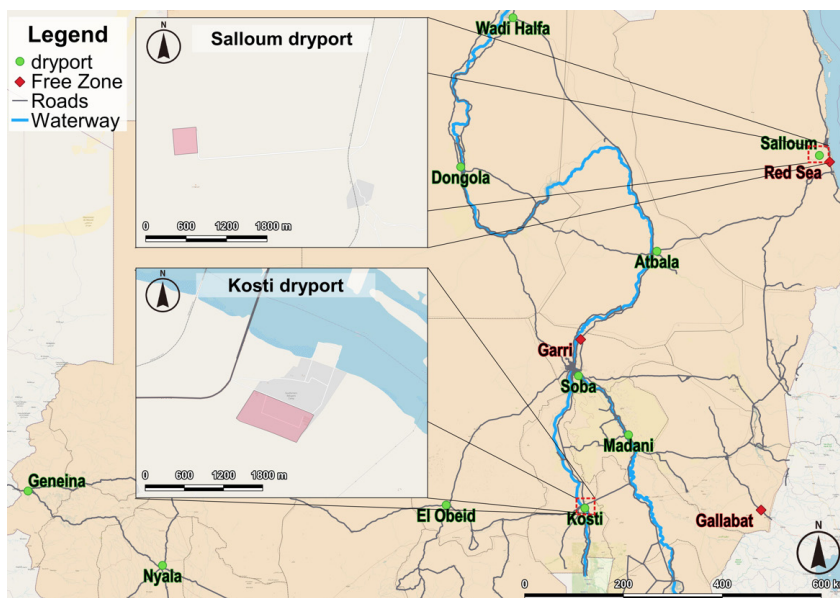 Legend
dryport
Free Zone
Roads
Waterway
N
Salloum dryport
0 600 1200 1800 m
N
Kosti dryport
0 600 1200 1800 m
Wadi Halfa
Salloum
Red Sea
Dongola
Atbala
Garri
Soba
Madani
Geneina
El Obeid
Kosti
Gallabat
Nyala
N
0 200 400 600 k